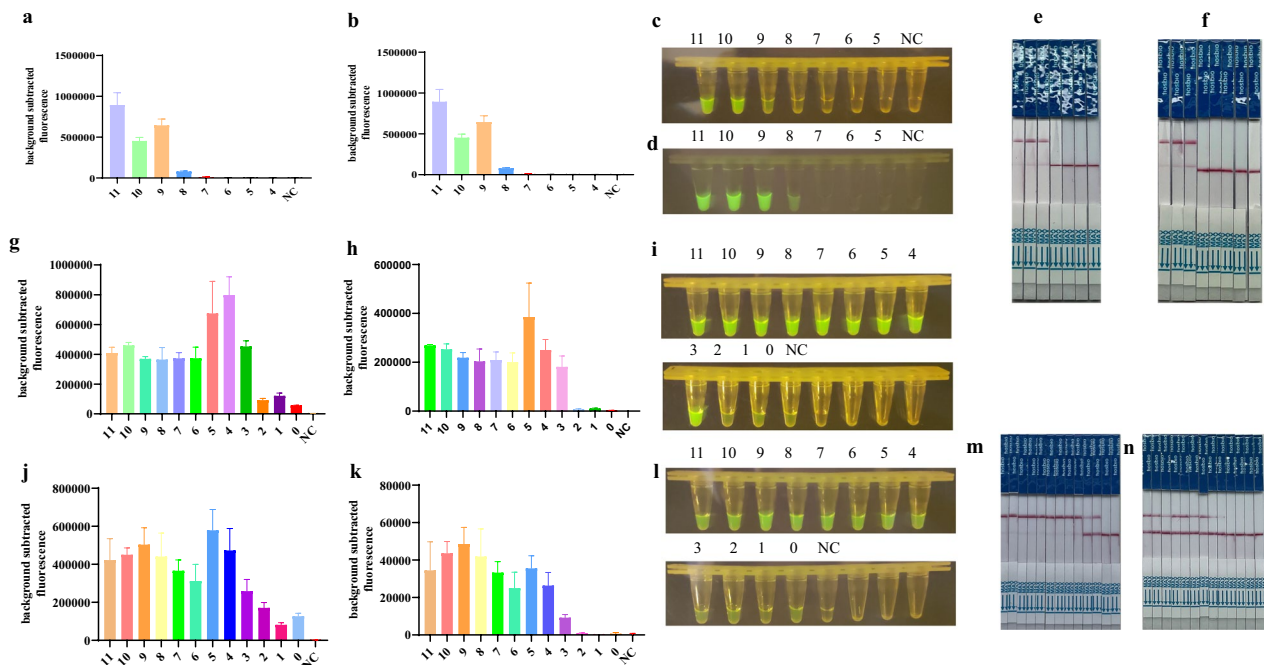 a
b
c
e
f
11 10 9 8 7 6 5 NC
1500000
1000000
500000
0
background subtracted
fluorescence
11 10 9 8 7 6 5 4 NC
1500000
1000000
500000
0
background subtracted
fluorescence
11 10 9 8 7 6 5 4 NC
11 10 9 8 7 6 5 NC
d
g
h
i
11 10 9 8 7 6 5 4
1000000
800000
600000
400000
200000
0
background subtracted
fluorescence
11 10 9 8 7 6 5 4 3 2 1 0 NC
600000
400000
200000
0
background subtracted
fluorescence
11 10 9 8 7 6 5 4 3 2 1 0 NC
3 2 1 0 NC
j
k
l
m
n
11 10 9 8 7 6 5 4
800000
600000
400000
200000
0
background subtracted
fluorescence
11 10 9 8 7 6 5 4 3 2 1 0 NC
80000
60000
40000
20000
0
background subtracted
fluorescence
11 10 9 8 7 6 5 4 3 2 1 0 NC
3 2 1 0 NC